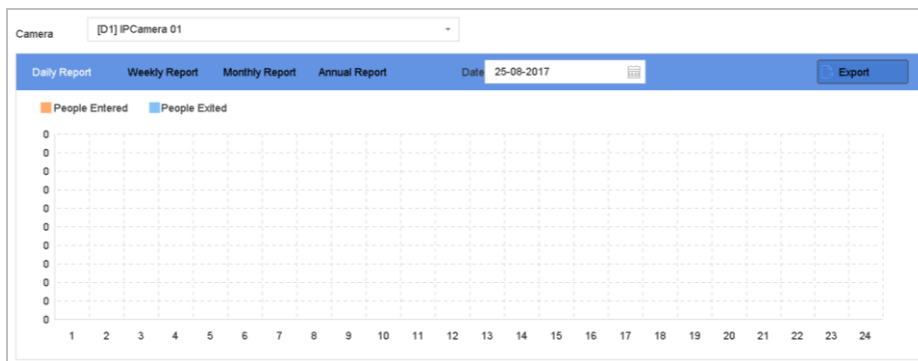 Camera [D1] IPCamera 01
Daily Report Weekly Report Monthly Report Annual Report Date 25-08-2017 Export
People Entered People Exited
0
0
0
0
0
0
0
0
0
0
0
1 2 3 4 5 6 7 8 9 10 11 12 13 14 15 16 17 18 19 20 21 22 23 24